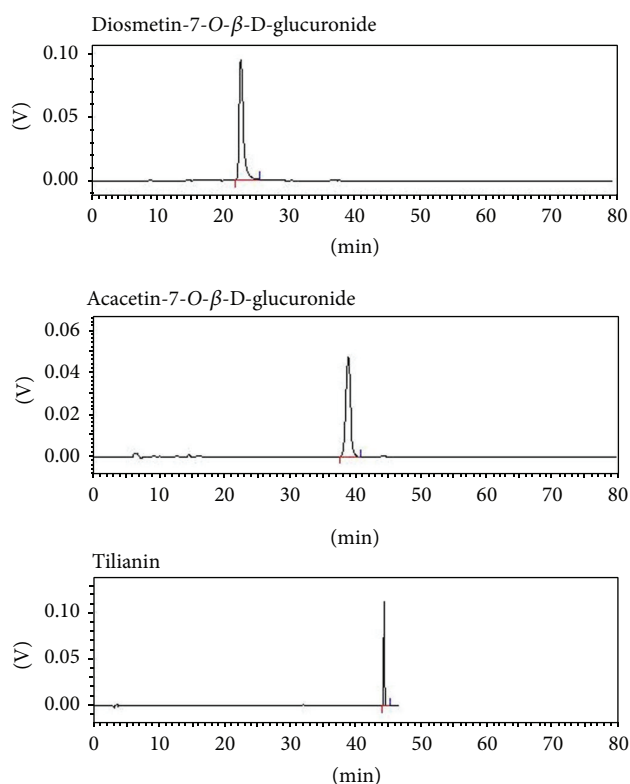 Diosmetin-7-O-β-D-glucuronide
0.10
0.05
0.00
(V)
0 10 20 30 40 50 60 70 80
(min)
Acacetin-7-O-β-D-glucuronide
0.06
0.04
0.02
0.00
(V)
0 10 20 30 40 50 60 70 80
(min)
Tilianin
0.10
0.05
0.00
(V)
0 10 20 30 40 50 60 70 80
(min)